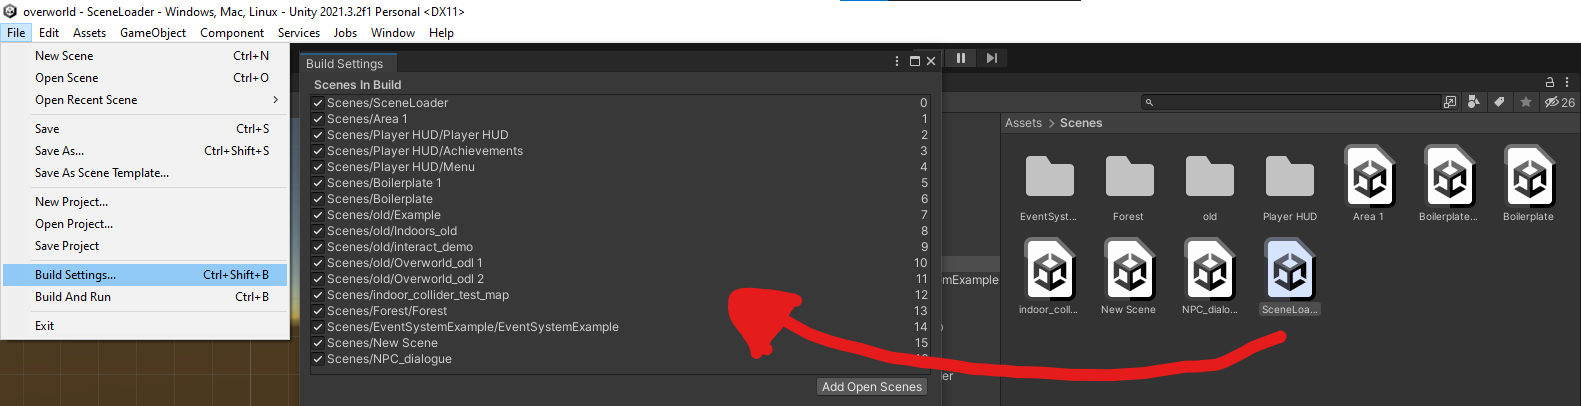 overworld - SceneLoader - Windows, Mac, Linux - Unity 2021.3.2f1 Personal <DX11>
File Edit Assets GameObject Component Services Jobs Window Help
New Scene Ctrl+N
Open Scene Ctrl+O
Open Recent Scene >
Save Ctrl+S
Save As... Ctrl+Shift+S
Save As Scene Template...
New Project...
Open Project...
Save Project
Build Settings... Ctrl+Shift+B
Build And Run Ctrl+B
Exit
Build Settings
Scenes In Build
Scenes/SceneLoader 0
Scenes/Area 1 1
Scenes/Player HUD/Player HUD 2
Scenes/Player HUD/Achievements 3
Scenes/Player HUD/Menu 4
Scenes/Boilerplate 1 5
Scenes/Boilerplate 6
Scenes/old/Example 7
Scenes/old/Indoors_old 8
Scenes/old/interact_demo 9
Scenes/old/Overworld_odl 1 10
Scenes/old/Overworld_odl 2 11
Scenes/indoor_collider_test_map 12
Scenes/Forest/Forest 13
Scenes/EventSystemExample/EventSystemExample 14
Scenes/New Scene 15
Scenes/NPC_dialogue
Add Open Scenes
26
Assets > Scenes
EventSyst... Forest old Player HUD Area 1 Boilerplate... Boilerplate
indoor_coll... New Scene NPC_dialo... SceneLoa...
mExample